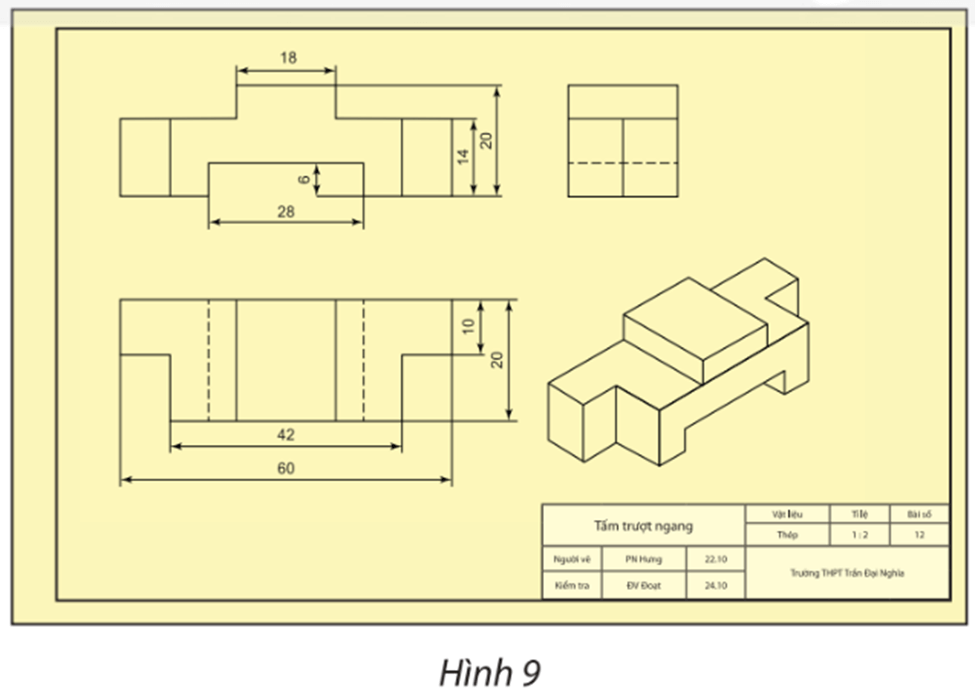 18
20
14
6
28
10
20
42
60
Tấm trượt ngang
Vật liệu Tỉ lệ Bài số
Thép 1 : 2 12
Người vẽ PN Hưng 22.10
Kiểm tra ĐV Đoạt 24.10
Trường THPT Trần Đại Nghĩa
Hình 9